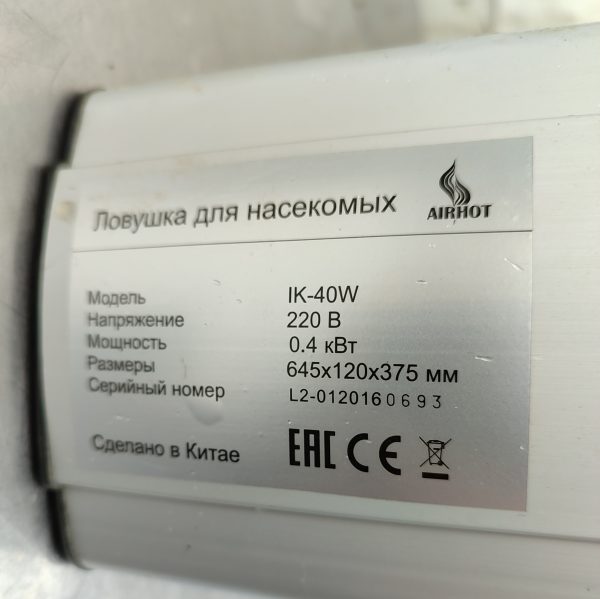 Ловушка для насекомых
AIRHOT
Модель IK-40W
Напряжение 220 В
Мощность 0.4 кВт
Размеры 645х120х375 мм
Серийный номер L2-0120160693
Сделано в Китае EAC CE